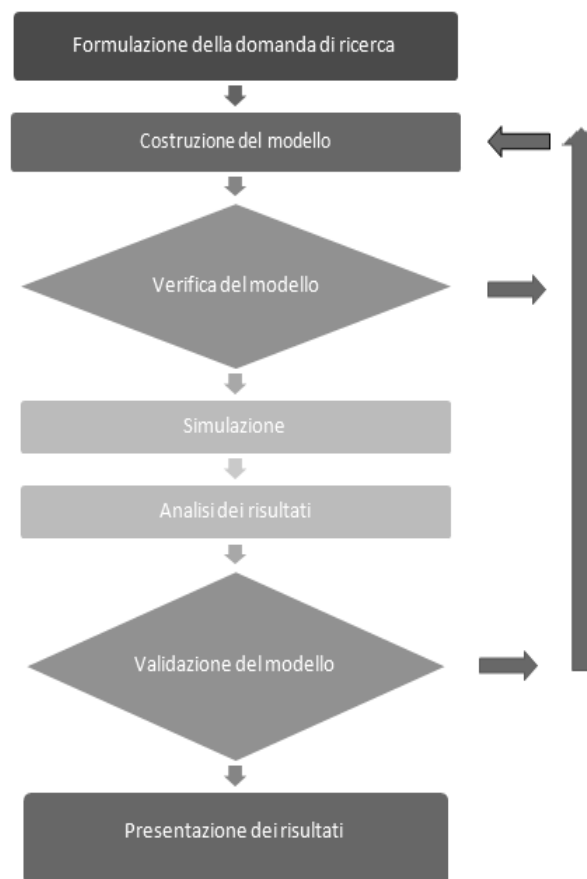 Formulazione della domanda di ricerca
Costruzione del modello
Verifica del modello
Simulazione
Analisi dei risultati
Validazione del modello
Presentazione dei risultati